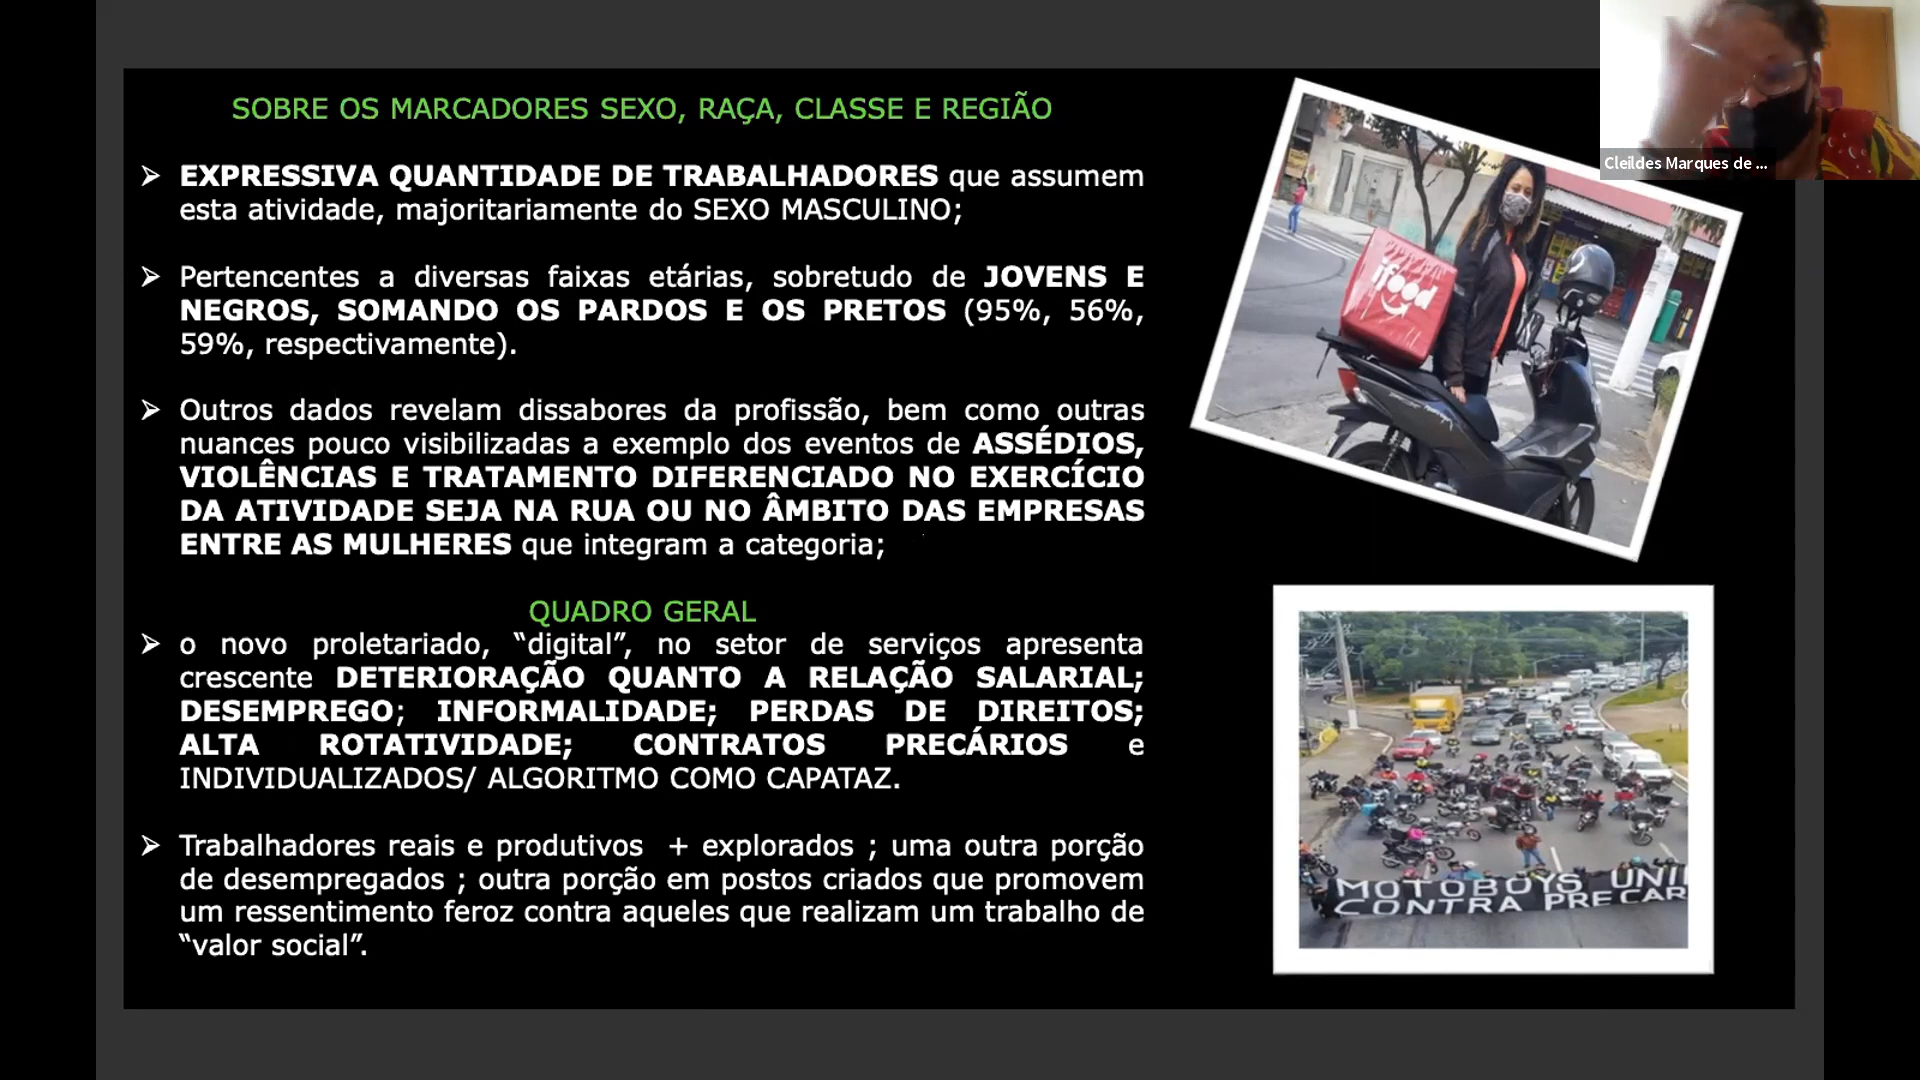 SOBRE OS MARCADORES SEXO, RAÇA, CLASSE E REGIÃO
➢ EXPRESSIVA QUANTIDADE DE TRABALHADORES que assumem
esta atividade, majoritariamente do SEXO MASCULINO;
➢ Pertencentes a diversas faixas etárias, sobretudo de JOVENS E
NEGROS, SOMANDO OS PARDOS E OS PRETOS (95%, 56%,
59%, respectivamente).
➢ Outros dados revelam dissabores da profissão, bem como outras
nuances pouco visibilizadas a exemplo dos eventos de ASSÉDIOS,
VIOLÊNCIAS E TRATAMENTO DIFERENCIADO NO EXERCÍCIO
DA ATIVIDADE SEJA NA RUA OU NO ÂMBITO DAS EMPRESAS
ENTRE AS MULHERES que integram a categoria;
QUADRO GERAL
➢ o novo proletariado, “digital”, no setor de serviços apresenta
crescente DETERIORAÇÃO QUANTO A RELAÇÃO SALARIAL;
DESEMPREGO; INFORMALIDADE; PERDAS DE DIREITOS;
ALTA ROTATIVIDADE; CONTRATOS PRECÁRIOS e
INDIVIDUALIZADOS/ ALGORITMO COMO CAPATAZ.
➢ Trabalhadores reais e produtivos + explorados ; uma outra porção
de desempregados ; outra porção em postos criados que promovem
um ressentimento feroz contra aqueles que realizam um trabalho de
“valor social”.
Cleildes Marques de ...
ifood
MOTOBOYS UNI
CONTRA PRECAR